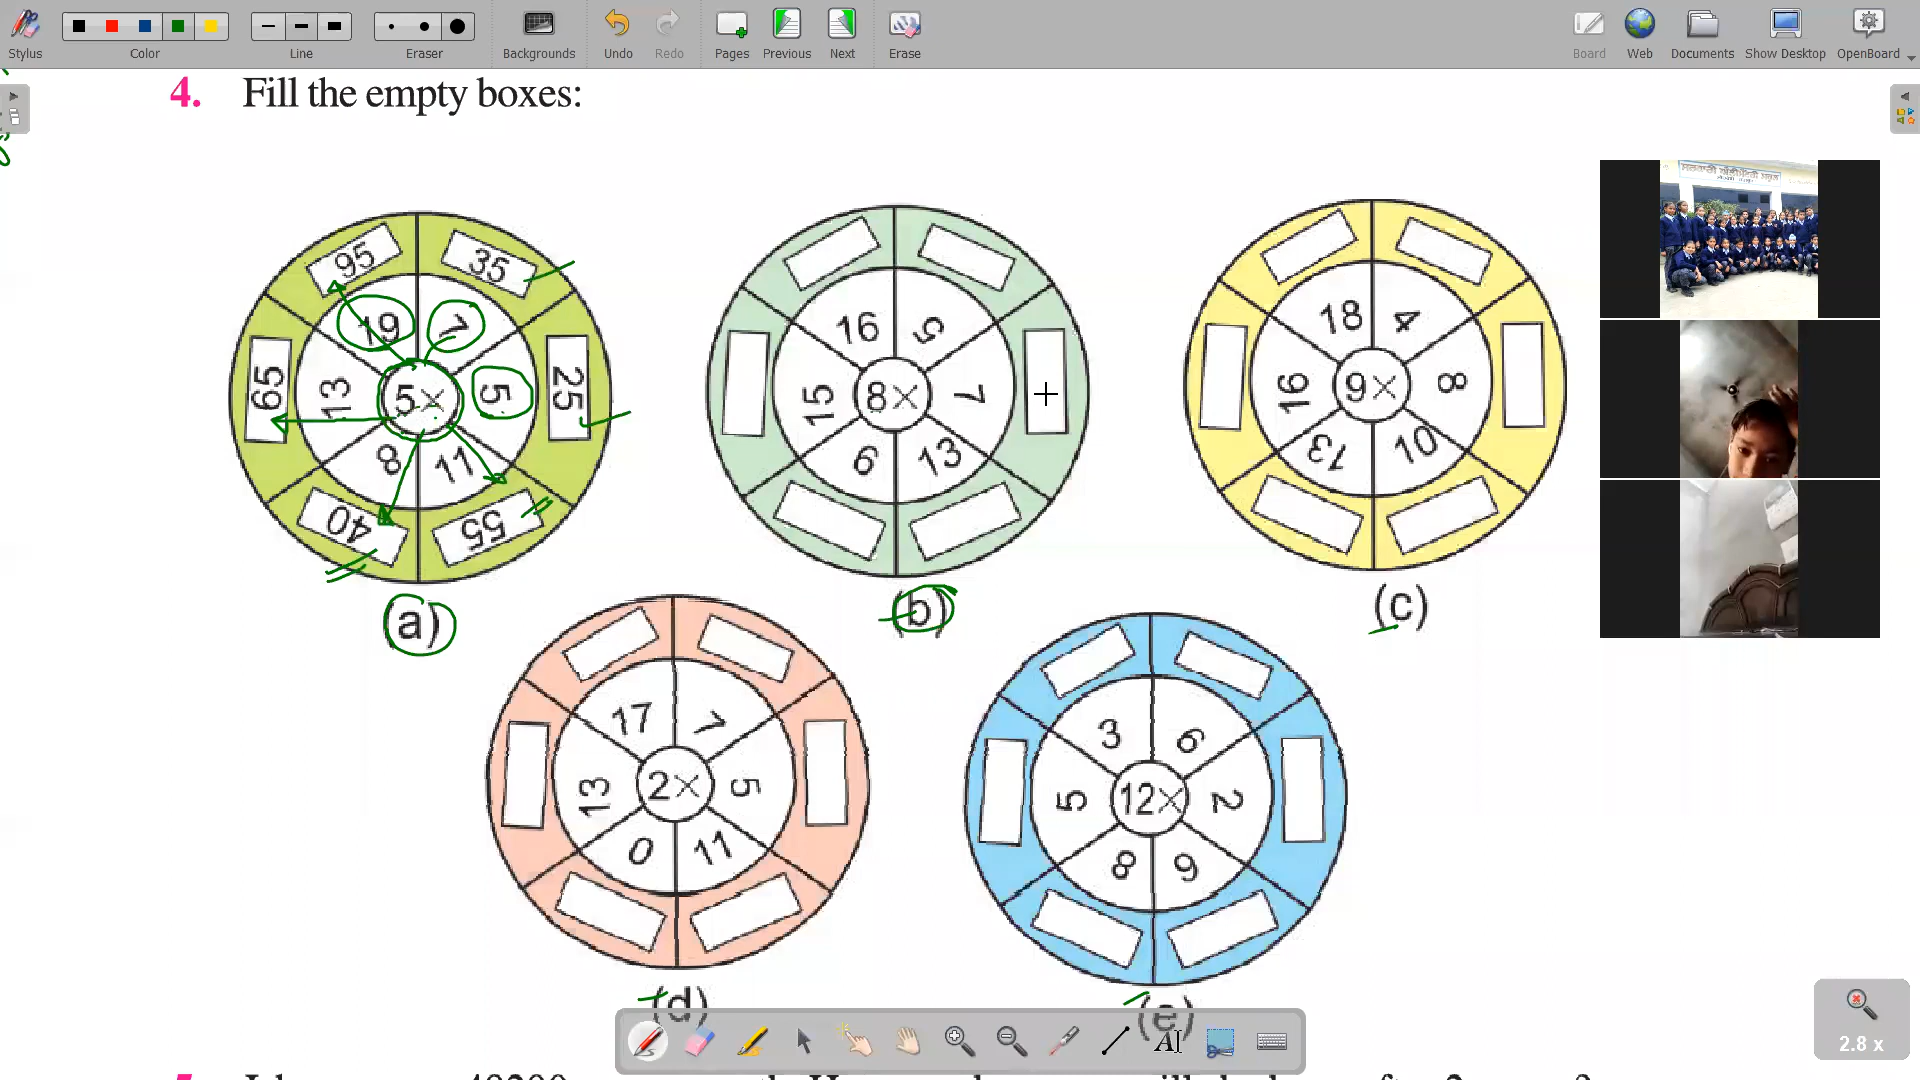 Stylus
Color
Line
Eraser
Backgrounds
Undo
Redo
Pages
Previous
Next
Erase
Board
Web
Documents
Show Desktop
OpenBoard
4. Fill the empty boxes:
95 35
19 7
65 13 5× 5 25
8 11
40 55
(a)
16 5
15 8× 7
6 13
(b)
18 4
16 9× 8
13 10
(c)
17 7
13 2× 5
0 11
(d)
3 6
5 12× 2
8 9
(e)
2.8 x